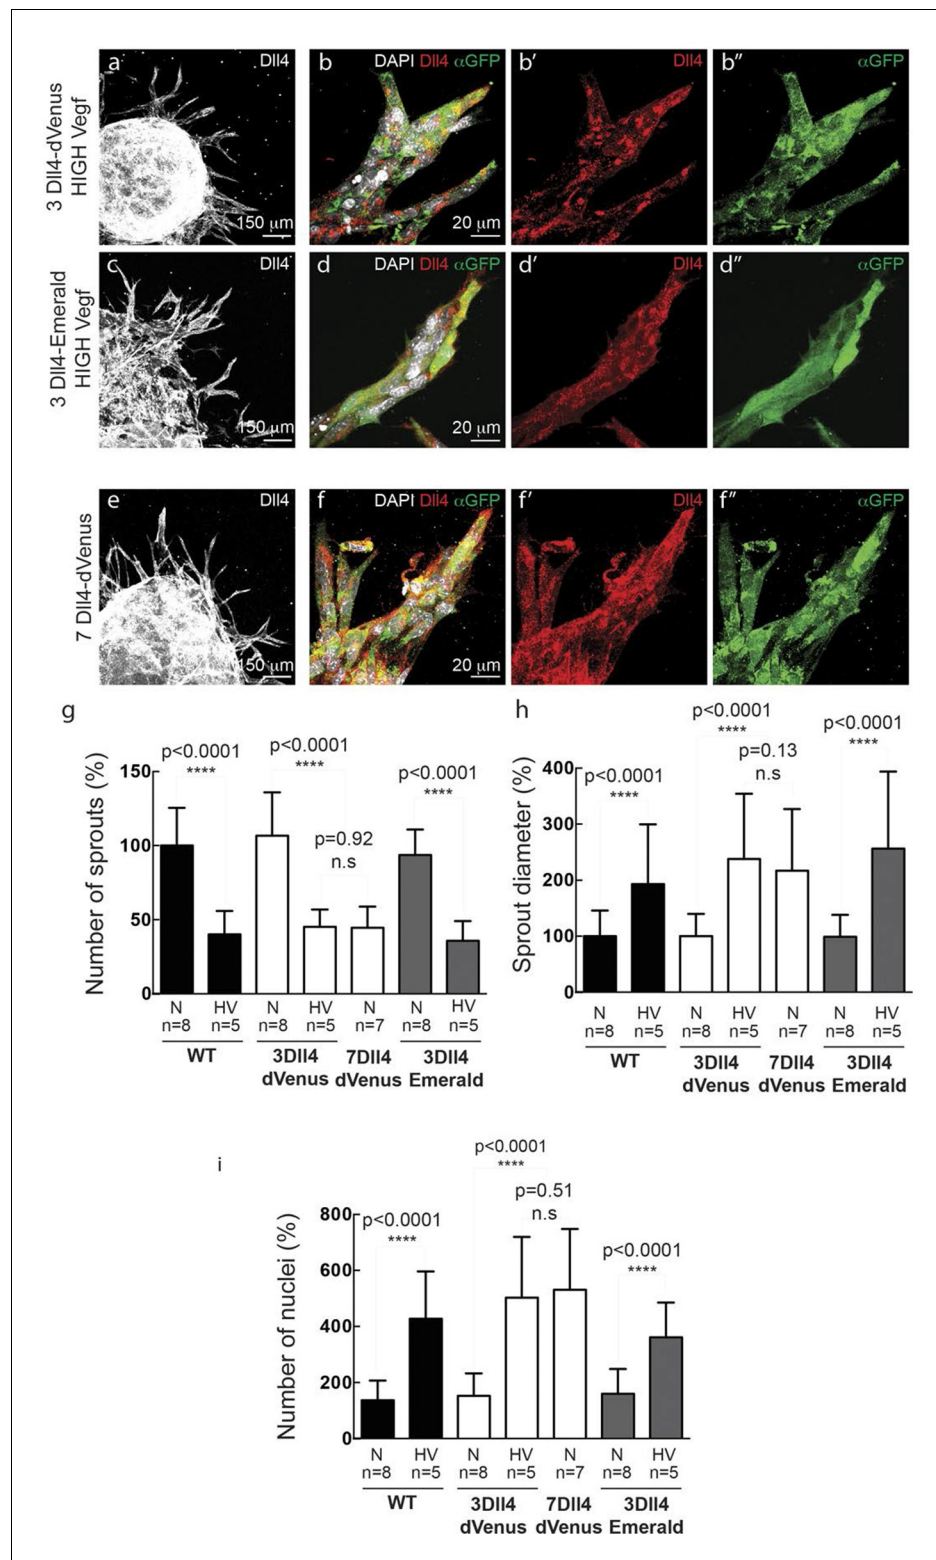 3 Dll4-dVenus
HIGH Vegf
a
Dll4
150 μm
b
DAPI Dll4 αGFP
20 μm
b′
Dll4
b″
αGFP
3 Dll4-Emerald
HIGH Vegf
c
Dll4
150 μm
d
DAPI Dll4 αGFP
20 μm
d′
Dll4
d″
αGFP
7 Dll4-dVenus
e
Dll4
150 μm
f
DAPI Dll4 αGFP
20 μm
f′
Dll4
f″
αGFP
g
Number of sprouts (%)
150
100
50
0
p<0.0001
****
p<0.0001
****
p=0.92
n.s
p<0.0001
****
N HV N HV N N HV
n=8 n=5 n=8 n=5 n=7 n=8 n=5
WT 3Dll4 7Dll4 3Dll4
dVenus dVenus Emerald
h
Sprout diameter (%)
400
300
200
100
0
p<0.0001
****
p<0.0001
****
p=0.13
n.s
p<0.0001
****
N HV N HV N N HV
n=8 n=5 n=8 n=5 n=7 n=8 n=5
WT 3Dll4 7Dll4 3Dll4
dVenus dVenus Emerald
i
Number of nuclei (%)
800
600
400
200
0
p<0.0001
****
p<0.0001
****
p=0.51
n.s
p<0.0001
****
N HV N HV N N HV
n=8 n=5 n=8 n=5 n=7 n=8 n=5
WT 3Dll4 7Dll4 3Dll4
dVenus dVenus Emerald